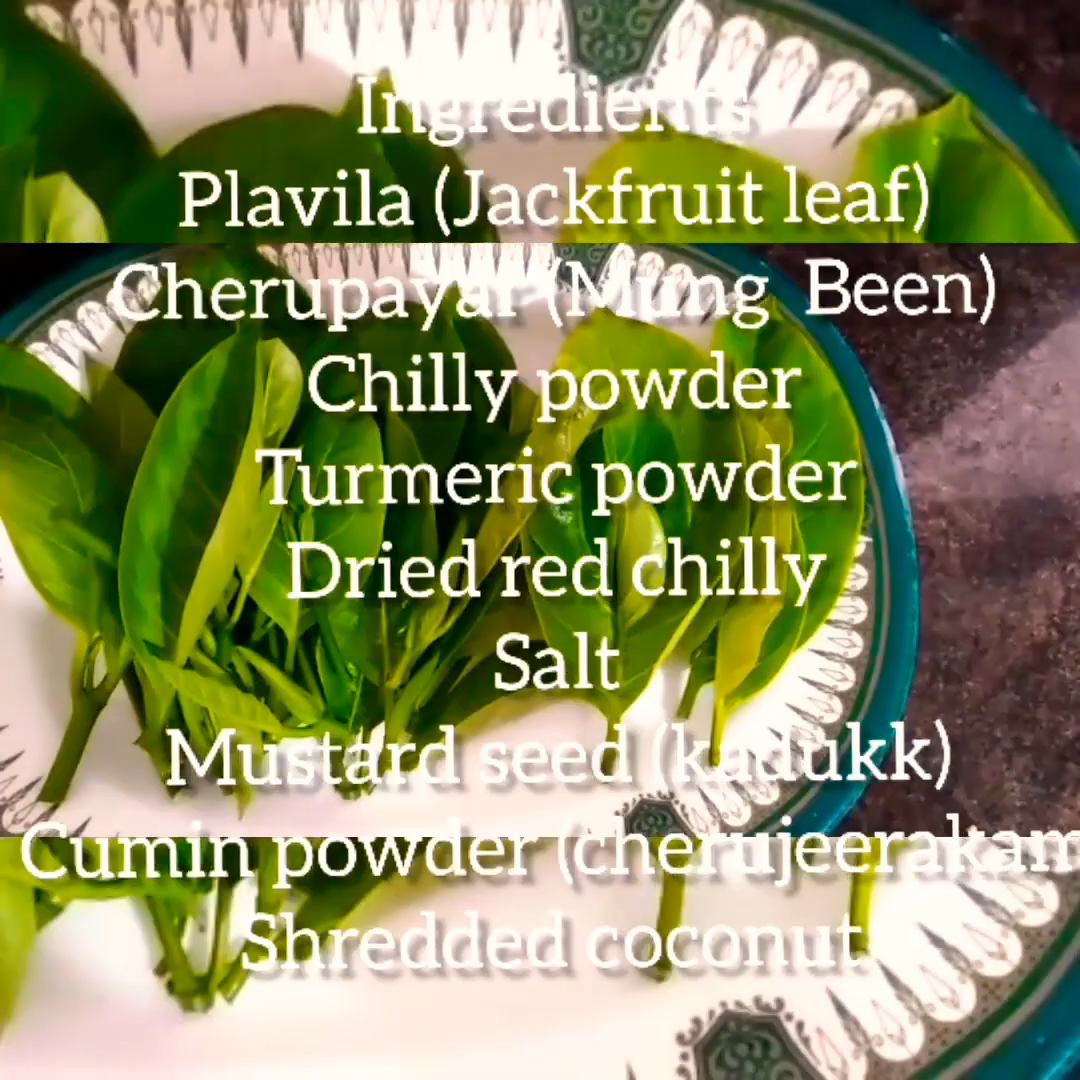 Ingredients
Plavila (Jackfruit leaf)
Cherupayar (Mung Been)
Chilly powder
Turmeric powder
Dried red chilly
Salt
Mustard seed (kadukk)
Cumin powder (cherujeerakam
Shredded coconut